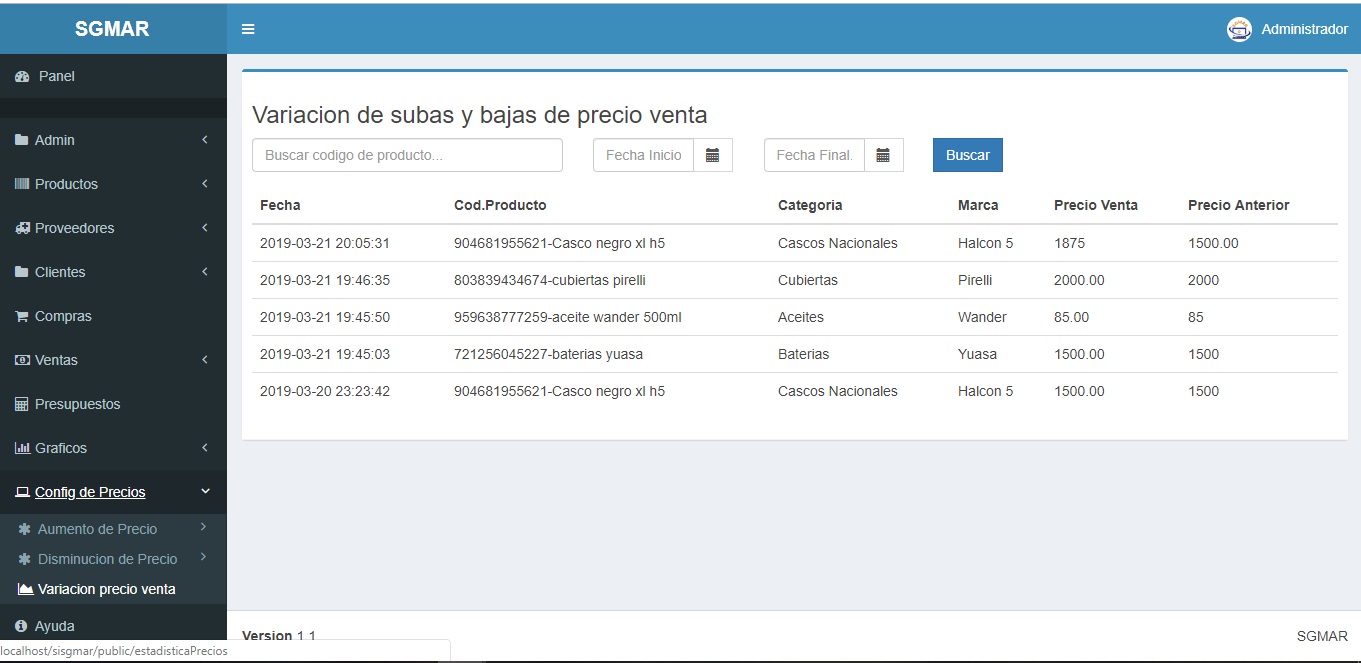 SGMAR
Administrador
Panel
Admin
Productos
Proveedores
Clientes
Compras
Ventas
Presupuestos
Graficos
Config de Precios
Aumento de Precio
Disminucion de Precio
Variacion precio venta
Ayuda
Variacion de subas y bajas de precio venta
Buscar codigo de producto... Fecha Inicio Fecha Final. Buscar
Fecha Cod.Producto Categoria Marca Precio Venta Precio Anterior
2019-03-21 20:05:31 904681955621-Casco negro xl h5 Cascos Nacionales Halcon 5 1875 1500.00
2019-03-21 19:46:35 803839434674-cubiertas pirelli Cubiertas Pirelli 2000.00 2000
2019-03-21 19:45:50 959638777259-aceite wander 500ml Aceites Wander 85.00 85
2019-03-21 19:45:03 721256045227-baterias yuasa Baterias Yuasa 1500.00 1500
2019-03-20 23:23:42 904681955621-Casco negro xl h5 Cascos Nacionales Halcon 5 1500.00 1500
Version 1.1 SGMAR
localhost/sisgmar/public/estadisticaPrecios